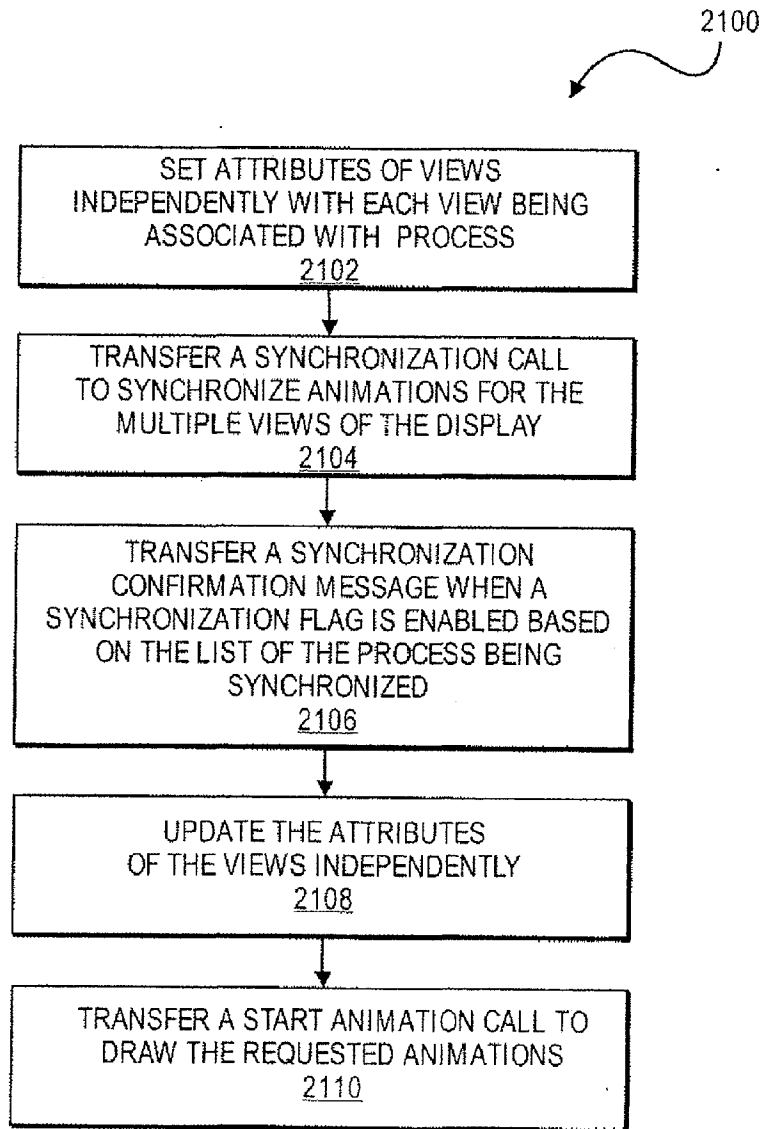 2100
SET ATTRIBUTES OF VIEWS
INDEPENDENTLY WITH EACH VIEW BEING
ASSOCIATED WITH PROCESS
2102
TRANSFER A SYNCHRONIZATION CALL
TO SYNCHRONIZE ANIMATIONS FOR THE
MULTIPLE VIEWS OF THE DISPLAY
2104
TRANSFER A SYNCHRONIZATION
CONFIRMATION MESSAGE WHEN A
SYNCHRONIZATION FLAG IS ENABLED BASED
ON THE LIST OF THE PROCESS BEING
SYNCHRONIZED
2106
UPDATE THE ATTRIBUTES
OF THE VIEWS INDEPENDENTLY
2108
TRANSFER A START ANIMATION CALL TO
DRAW THE REQUESTED ANIMATIONS
2110